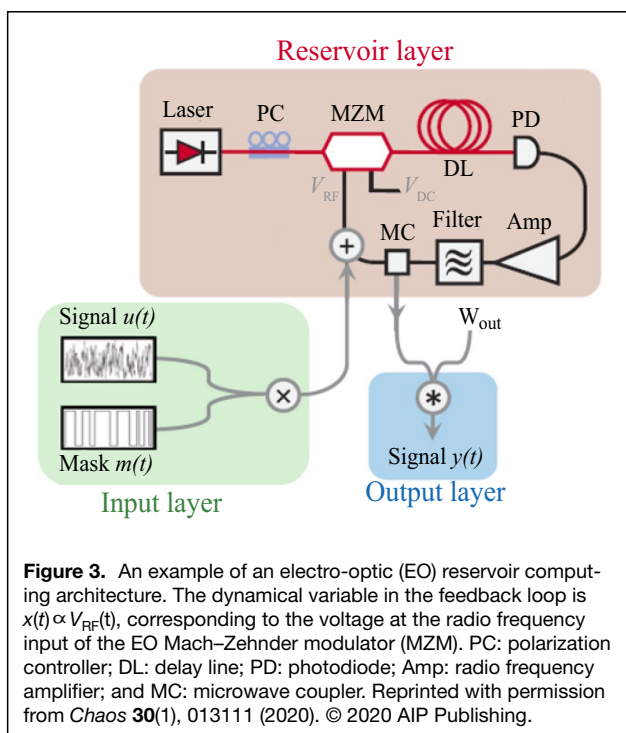 Reservoir layer
Laser
PC
MZM
DL
PD
V_RF
V_DC
MC
Filter
Amp
+
Signal u(t)
Mask m(t)
×
Input layer
W_out
*
Signal y(t)
Output layer
Figure 3. An example of an electro-optic (EO) reservoir comput-
ing architecture. The dynamical variable in the feedback loop is
x(t) ∝ V_RF(t), corresponding to the voltage at the radio frequency
input of the EO Mach–Zehnder modulator (MZM). PC: polarization
controller; DL: delay line; PD: photodiode; Amp: radio frequency
amplifier; and MC: microwave coupler. Reprinted with permission
from Chaos 30(1), 013111 (2020). © 2020 AIP Publishing.